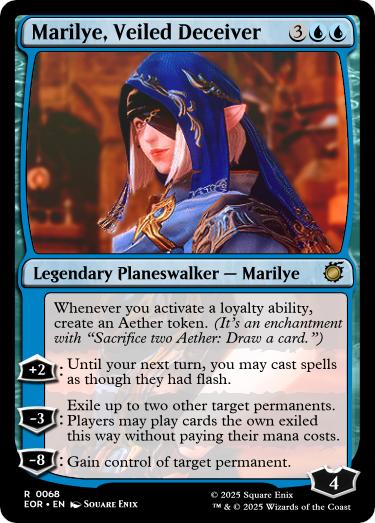 Marilye, Veiled Deceiver 3
Legendary Planeswalker — Marilye
Whenever you activate a loyalty ability,
create an Aether token. (It's an enchantment
with “Sacrifice two Aether: Draw a card.”)
+2: Until your next turn, you may cast spells
as though they had flash.
Exile up to two other target permanents.
-3: Players may play cards the own exiled
this way without paying their mana costs.
-8: Gain control of target permanent.
4
R 0068
EOR • EN SQUARE ENIX
© 2025 Square Enix
™ & © 2025 Wizards of the Coast